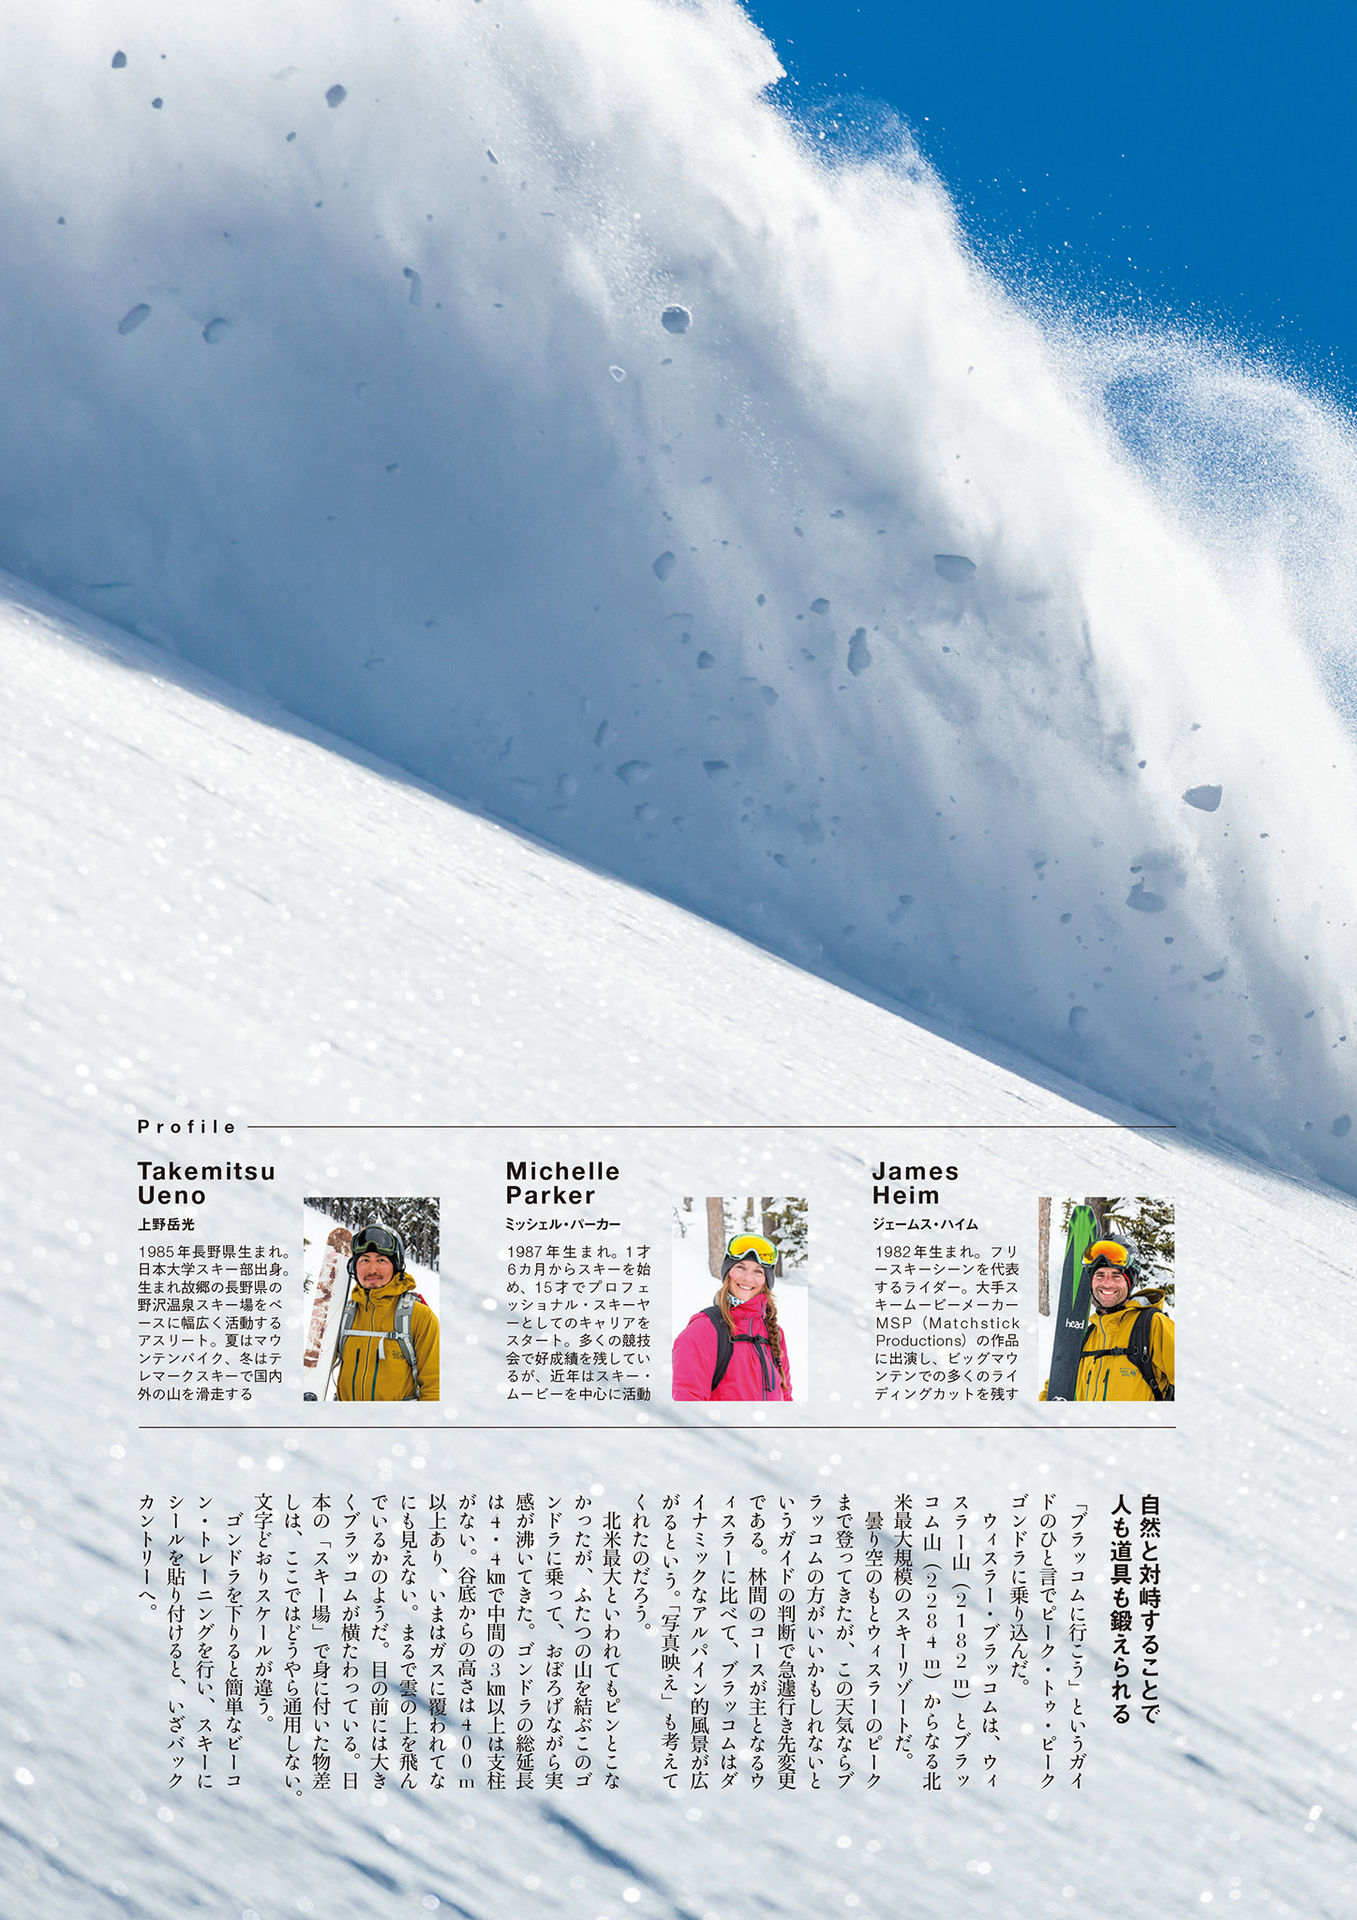 Profile
Takemitsu
Ueno
上野岳光
1985年長野県生まれ。
日本大学スキー部出身。
生まれ故郷の長野県の
野沢温泉スキー場をベ
ースに幅広く活動する
アスリート。夏はマウ
ンテンバイク、冬はテ
レマークスキーで国内
外の山を滑走する
Michelle
Parker
ミッシェル・パーカー
1987年生まれ。1才
6カ月からスキーを始
め、15才でプロフェ
ッショナル・スキーヤ
ーとしてのキャリアを
スタート。多くの競技
会で好成績を残してい
るが、近年はスキー・
ムービーを中心に活動
James
Heim
ジェームス・ハイム
1982年生まれ。フリ
ースキーシーンを代表
するライダー。大手ス
キームービーメーカー
MSP（Matchstick
Productions）の作品
に出演し、ビッグマウ
ンテンでの多くのライ
ディングカットを残す
head
自然と対峙することで
人も道具も鍛えられる
「ブラッコムに行こう」というガイ
ドのひと言でピーク・トゥ・ピーク
ゴンドラに乗り込んだ。
ウィスラー・ブラッコムは、ウィ
スラー山（2182m）とブラッ
コム山（2284m）からなる北
米最大規模のスキーリゾートだ。
曇り空のもとウィスラーのピーク
まで登ってきたが、この天気ならブ
ラッコムの方がいいかもしれないと
いうガイドの判断で急遽行き先変更
である。林間のコースが主となるウ
ィスラーに比べて、ブラッコムはダ
イナミックなアルパイン的風景が広
がるという。「写真映え」も考えて
くれたのだろう。
北米最大といわれてもピンとこな
かったが、ふたつの山を結ぶこのゴ
ンドラに乗って、おぼろげながら実
感が沸いてきた。ゴンドラの総延長
は4・4㎞で中間の3㎞以上は支柱
がない。谷底からの高さは400m
以上あり、いまはガスに覆われてな
にも見えない。まるで雲の上を飛ん
でいるかのようだ。目の前には大き
くブラッコムが横たわっている。日
本の「スキー場」で身に付いた物差
しは、ここではどうやら通用しない。
文字どおりスケールが違う。
ゴンドラを下りると簡単なビーコ
ン・トレーニングを行い、スキーに
シールを貼り付けると、いざバック
カントリーへ。